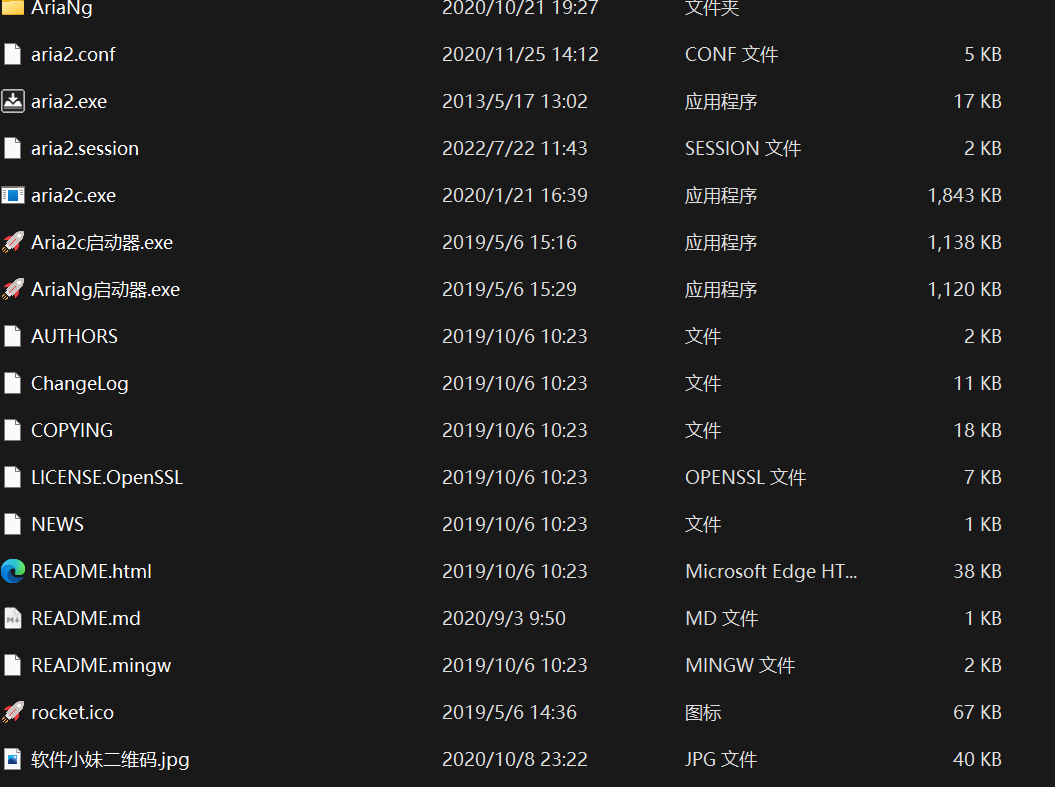 AriaNg 2020/10/21 19:27 文件夹
aria2.conf 2020/11/25 14:12 CONF 文件 5 KB
aria2.exe 2013/5/17 13:02 应用程序 17 KB
aria2.session 2022/7/22 11:43 SESSION 文件 2 KB
aria2c.exe 2020/1/21 16:39 应用程序 1,843 KB
Aria2c启动器.exe 2019/5/6 15:16 应用程序 1,138 KB
AriaNg启动器.exe 2019/5/6 15:29 应用程序 1,120 KB
AUTHORS 2019/10/6 10:23 文件 2 KB
ChangeLog 2019/10/6 10:23 文件 11 KB
COPYING 2019/10/6 10:23 文件 18 KB
LICENSE.OpenSSL 2019/10/6 10:23 OPENSSL 文件 7 KB
NEWS 2019/10/6 10:23 文件 1 KB
README.html 2019/10/6 10:23 Microsoft Edge HT... 38 KB
README.md 2020/9/3 9:50 MD 文件 1 KB
README.mingw 2019/10/6 10:23 MINGW 文件 2 KB
rocket.ico 2019/5/6 14:36 图标 67 KB
软件小妹二维码.jpg 2020/10/8 23:22 JPG 文件 40 KB